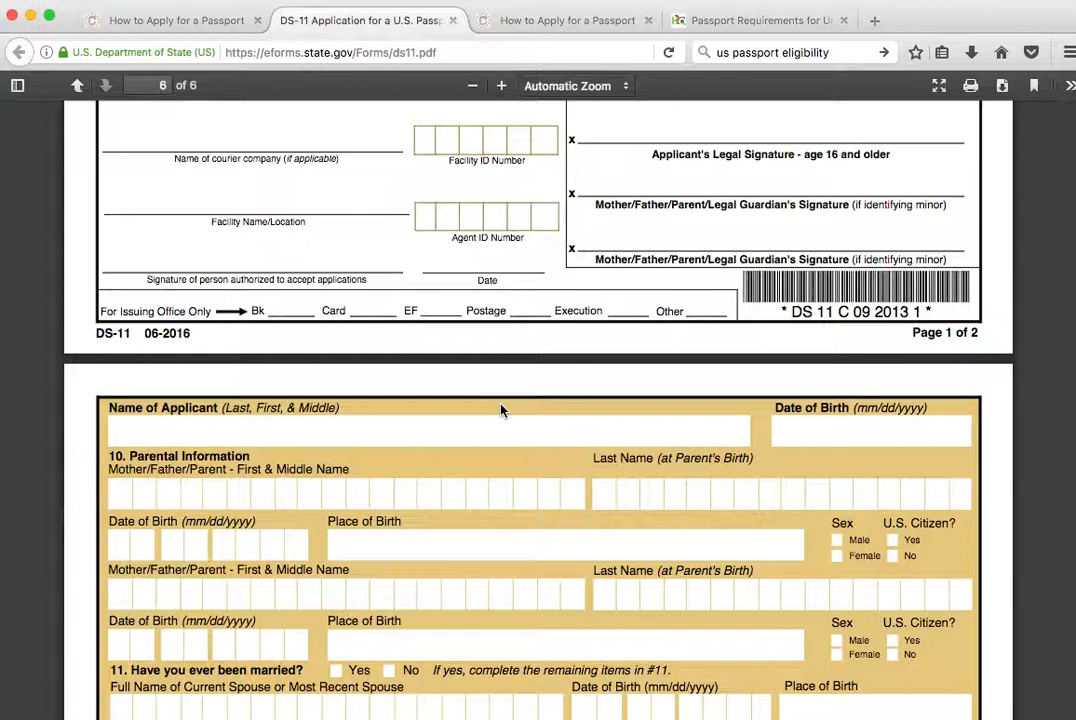 How to Apply for a Passport
DS-11 Application for a U.S. Pass
How to Apply for a Passport
Passport Requirements for U
U.S. Department of State (US)
https://eforms.state.gov/Forms/ds11.pdf
us passport eligibility
6 of 6
Automatic Zoom
Name of courier company (if applicable)
Facility ID Number
x
Applicant's Legal Signature - age 16 and older
x
Mother/Father/Parent/Legal Guardian's Signature (if identifying minor)
Facility Name/Location
Agent ID Number
x
Mother/Father/Parent/Legal Guardian's Signature (if identifying minor)
Signature of person authorized to accept applications
Date
For Issuing Office Only Bk ______ Card ______ EF ______ Postage ______ Execution ______ Other ______
* DS 11 C 09 2013 1 *
DS-11 06-2016
Page 1 of 2
Name of Applicant (Last, First, & Middle)
Date of Birth (mm/dd/yyyy)
10. Parental Information
Mother/Father/Parent - First & Middle Name
Last Name (at Parent's Birth)
Date of Birth (mm/dd/yyyy)
Place of Birth
Sex
U.S. Citizen?
Male
Yes
Female
No
Mother/Father/Parent - First & Middle Name
Last Name (at Parent's Birth)
Date of Birth (mm/dd/yyyy)
Place of Birth
Sex
U.S. Citizen?
Male
Yes
Female
No
11. Have you ever been married? Yes No If yes, complete the remaining items in #11.
Full Name of Current Spouse or Most Recent Spouse
Date of Birth (mm/dd/yyyy)
Place of Birth